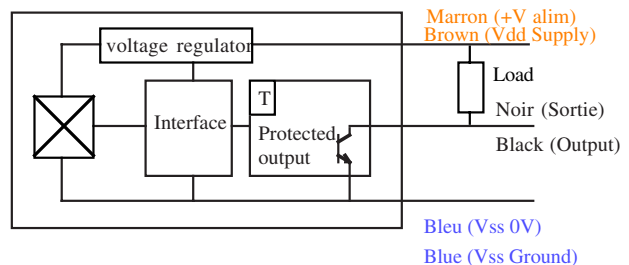 Marron (+V alim)
Brown (Vdd Supply)
voltage regulator
Load
T
Noir (Sortie)
Interface
Protected
output
Black (Output)
Bleu (Vss 0V)
Blue (Vss Ground)